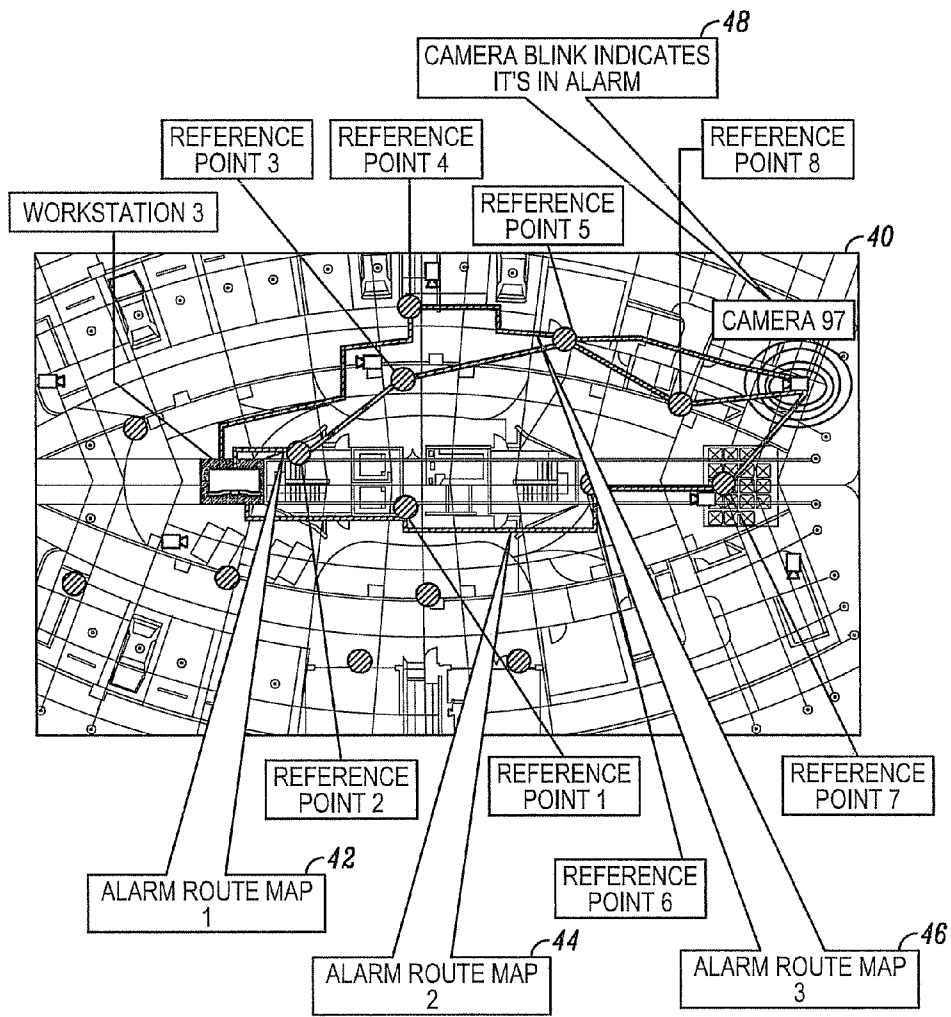 48
CAMERA BLINK INDICATES
IT'S IN ALARM
REFERENCE
POINT 3
REFERENCE
POINT 4
REFERENCE
POINT 8
WORKSTATION 3
REFERENCE
POINT 5
40
CAMERA 97
REFERENCE
POINT 2
REFERENCE
POINT 1
REFERENCE
POINT 7
42
ALARM ROUTE MAP
1
REFERENCE
POINT 6
44
ALARM ROUTE MAP
2
46
ALARM ROUTE MAP
3